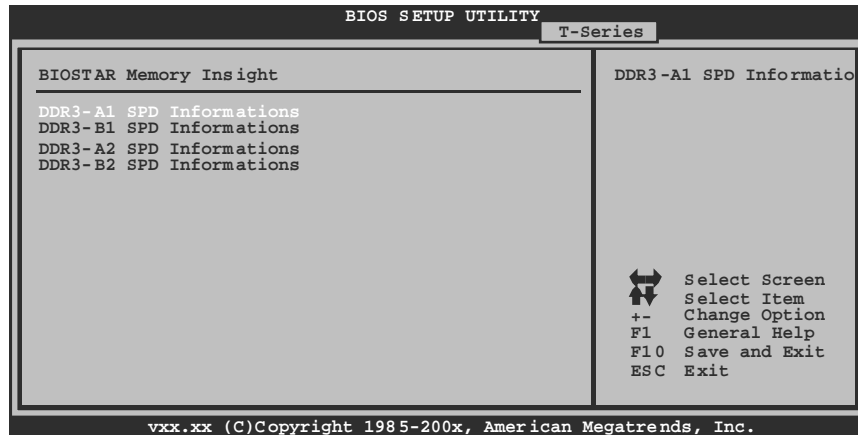 BIOS SETUP UTILITY
T-Series
BIOSTAR Memory Insight
DDR3-A1 SPD Informations
DDR3-B1 SPD Informations
DDR3-A2 SPD Informations
DDR3-B2 SPD Informations
DDR3-A1 SPD Informatio
Select Screen
Select Item
+- Change Option
F1 General Help
F10 Save and Exit
ESC Exit
vxx.xx (C)Copyright 1985-200x, American Megatrends, Inc.